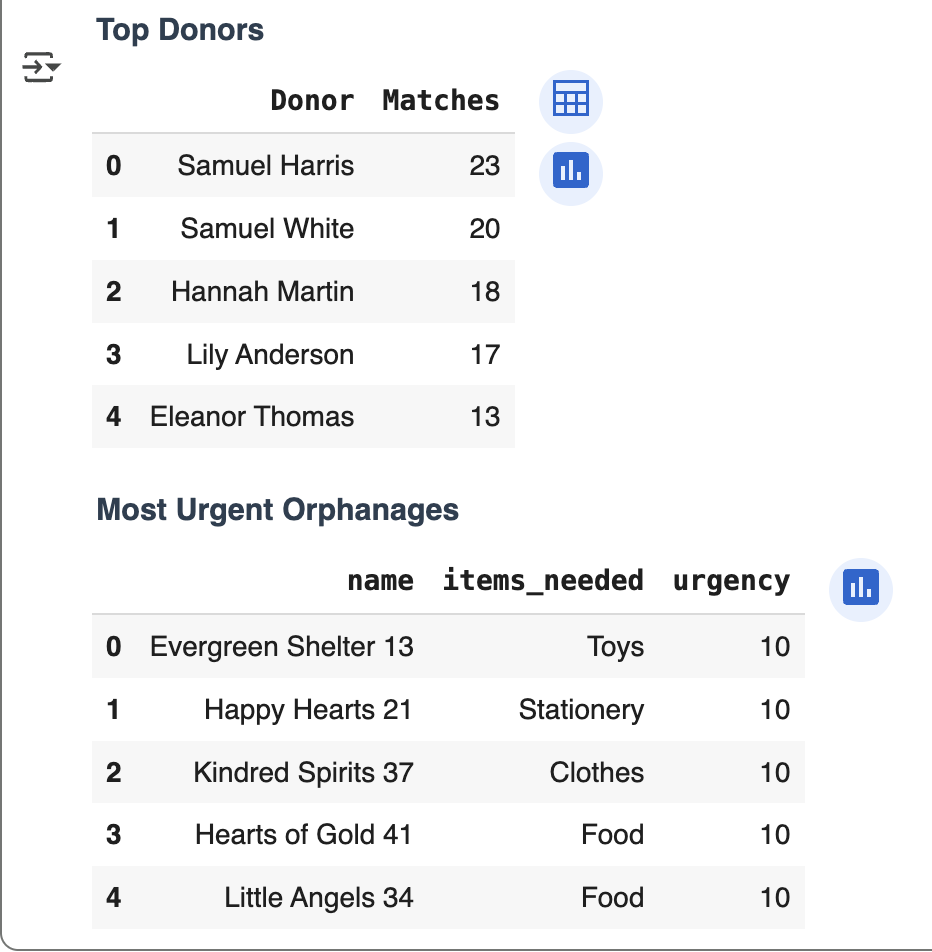 Top Donors
Donor Matches
0 Samuel Harris 23
1 Samuel White 20
2 Hannah Martin 18
3 Lily Anderson 17
4 Eleanor Thomas 13
Most Urgent Orphanages
name items_needed urgency
0 Evergreen Shelter 13 Toys 10
1 Happy Hearts 21 Stationery 10
2 Kindred Spirits 37 Clothes 10
3 Hearts of Gold 41 Food 10
4 Little Angels 34 Food 10